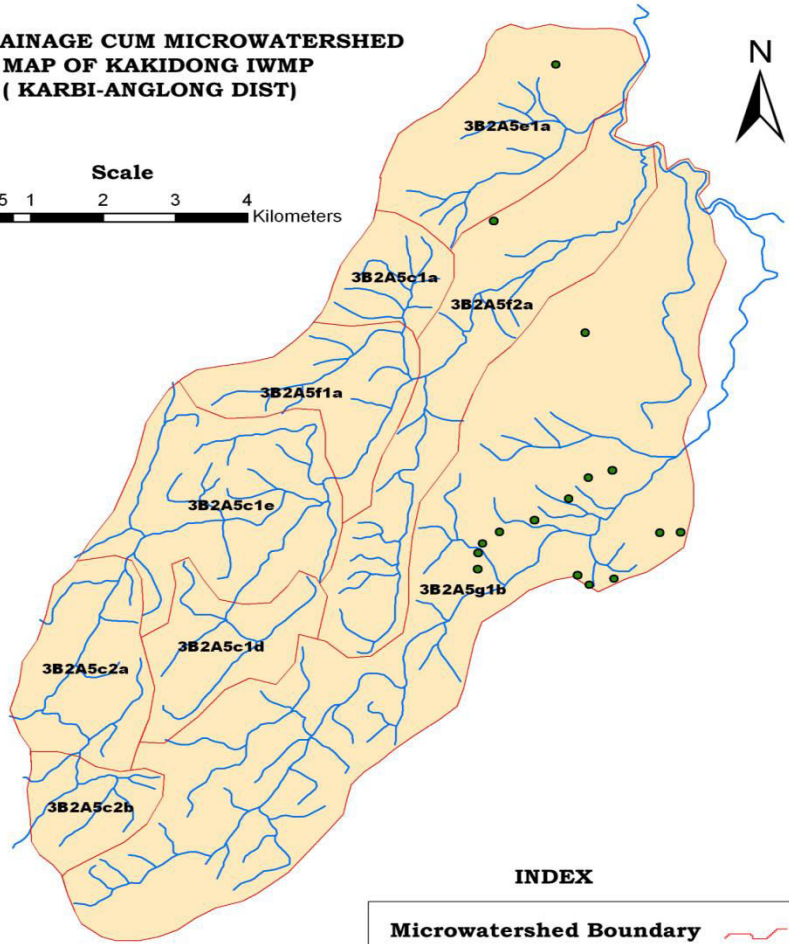 AINAGE CUM MICROWATERSHED
MAP OF KAKIDONG IWMP
( KARBI-ANGLONG DIST)
N
Scale
5 1 2 3 4
Kilometers
3B2A5e1a
3B2A5c1a
3B2A5f2a
3B2A5f1a
3B2A5c1e
3B2A5g1b
3B2A5c1d
3B2A5c2a
3B2A5c2b
INDEX
Microwatershed Boundary